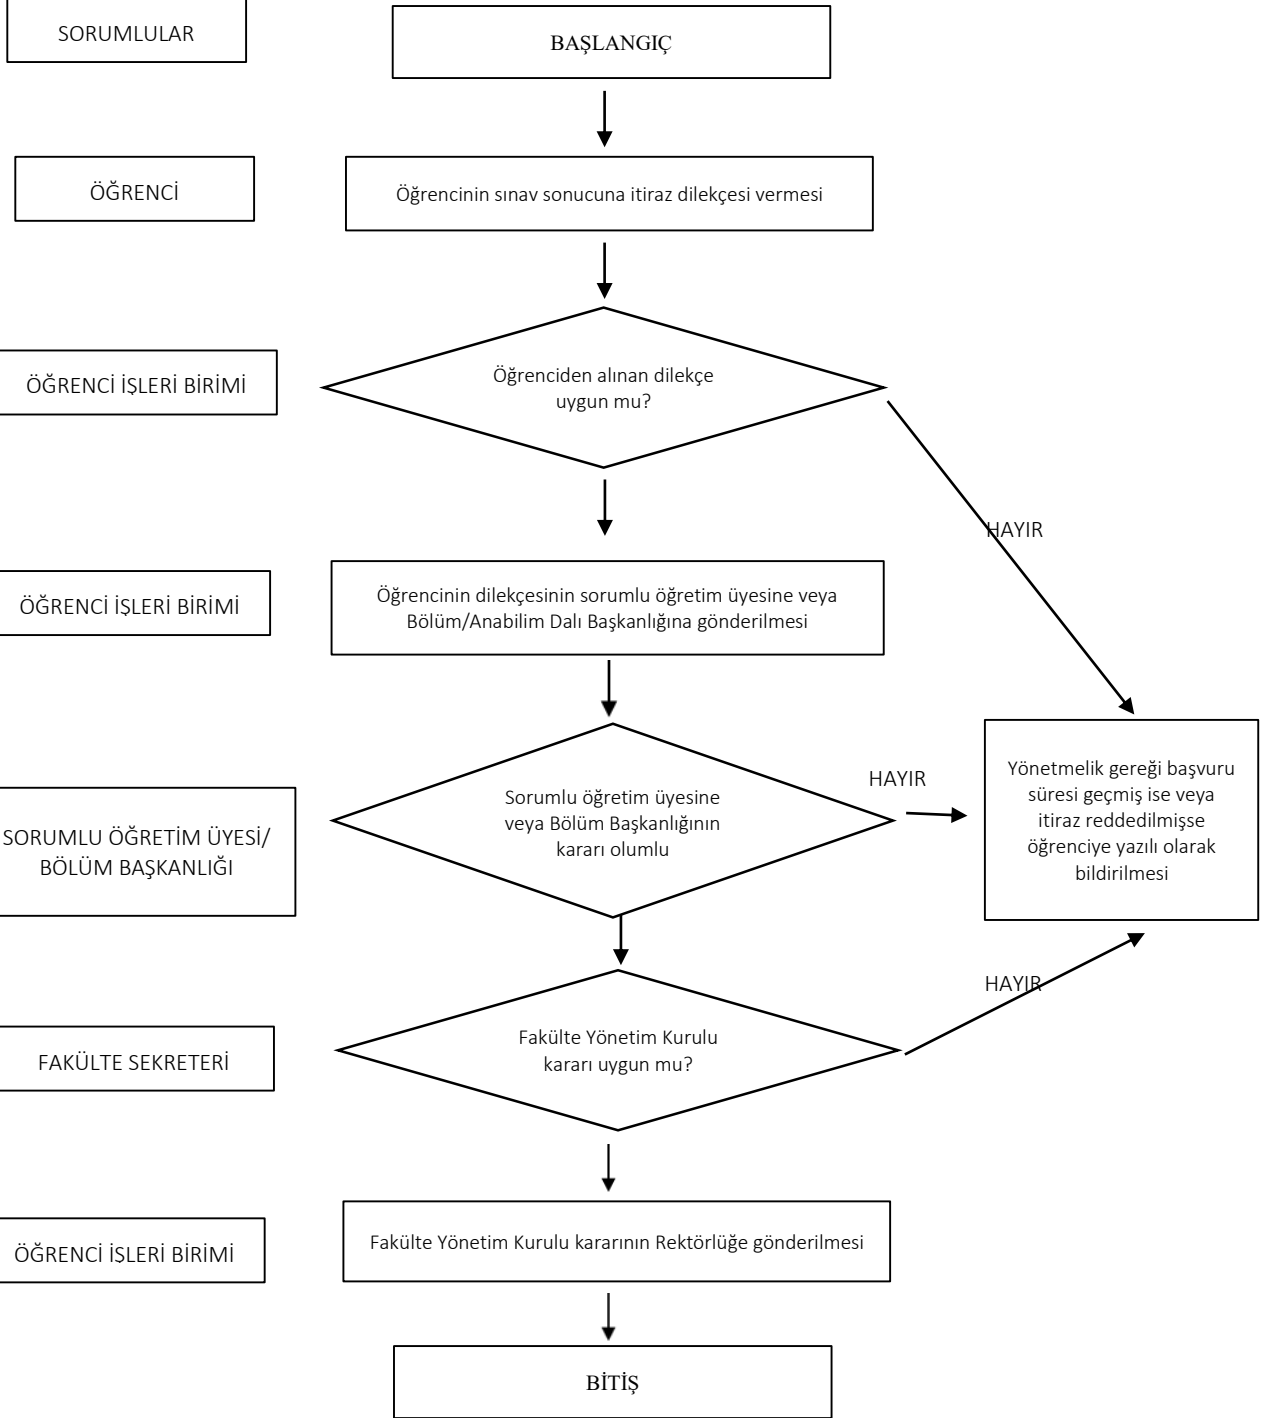 SORUMLULAR
BAŞLANGIÇ
ÖĞRENCİ
Öğrencinin sınav sonucuna itiraz dilekçesi vermesi
ÖĞRENCİ İŞLERİ BİRİMİ
Öğrenciden alınan dilekçe
uygun mu?
HAYIR
ÖĞRENCİ İŞLERİ BİRİMİ
Öğrencinin dilekçesinin sorumlu öğretim üyesine veya
Bölüm/Anabilim Dalı Başkanlığına gönderilmesi
SORUMLU ÖĞRETİM ÜYESİ/
BÖLÜM BAŞKANLIĞI
Sorumlu öğretim üyesine
veya Bölüm Başkanlığının
kararı olumlu
HAYIR
Yönetmelik gereği başvuru
süresi geçmiş ise veya
itiraz reddedilmişse
öğrenciye yazılı olarak
bildirilmesi
FAKÜLTE SEKRETERİ
Fakülte Yönetim Kurulu
kararı uygun mu?
HAYIR
ÖĞRENCİ İŞLERİ BİRİMİ
Fakülte Yönetim Kurulu kararının Rektörlüğe gönderilmesi
BİTİŞ